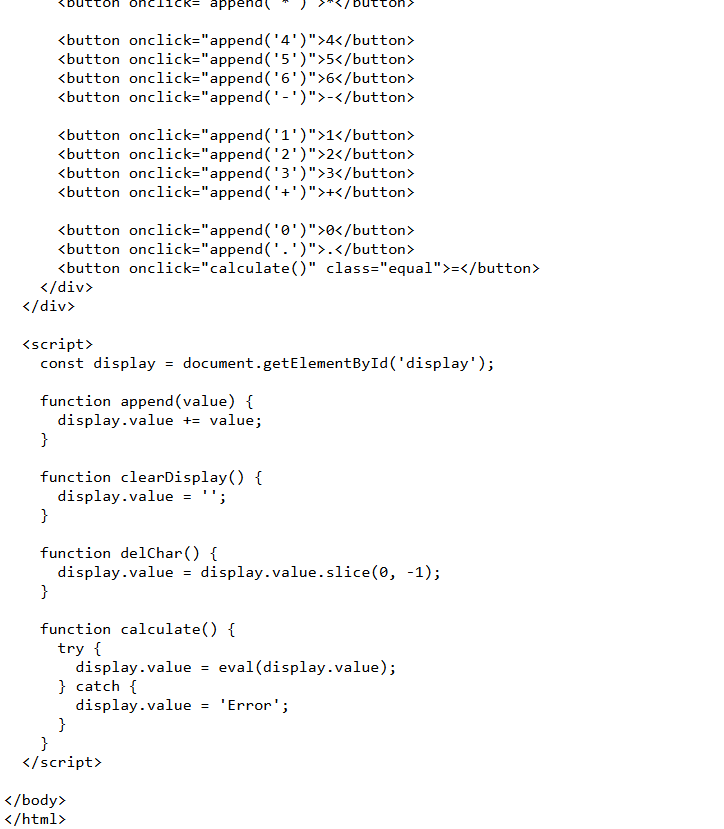 <button onclick="append('*')">*</button>
<button onclick="append('4')">4</button>
<button onclick="append('5')">5</button>
<button onclick="append('6')">6</button>
<button onclick="append('-')">-</button>
<button onclick="append('1')">1</button>
<button onclick="append('2')">2</button>
<button onclick="append('3')">3</button>
<button onclick="append('+')">+</button>
<button onclick="append('0')">0</button>
<button onclick="append('.')">.</button>
<button onclick="calculate()" class="equal">=</button>
</div>
</div>
<script>
const display = document.getElementById('display');
function append(value) {
display.value += value;
}
function clearDisplay() {
display.value = '';
}
function delChar() {
display.value = display.value.slice(0, -1);
}
function calculate() {
try {
display.value = eval(display.value);
} catch {
display.value = 'Error';
}
}
</script>
</body>
</html>